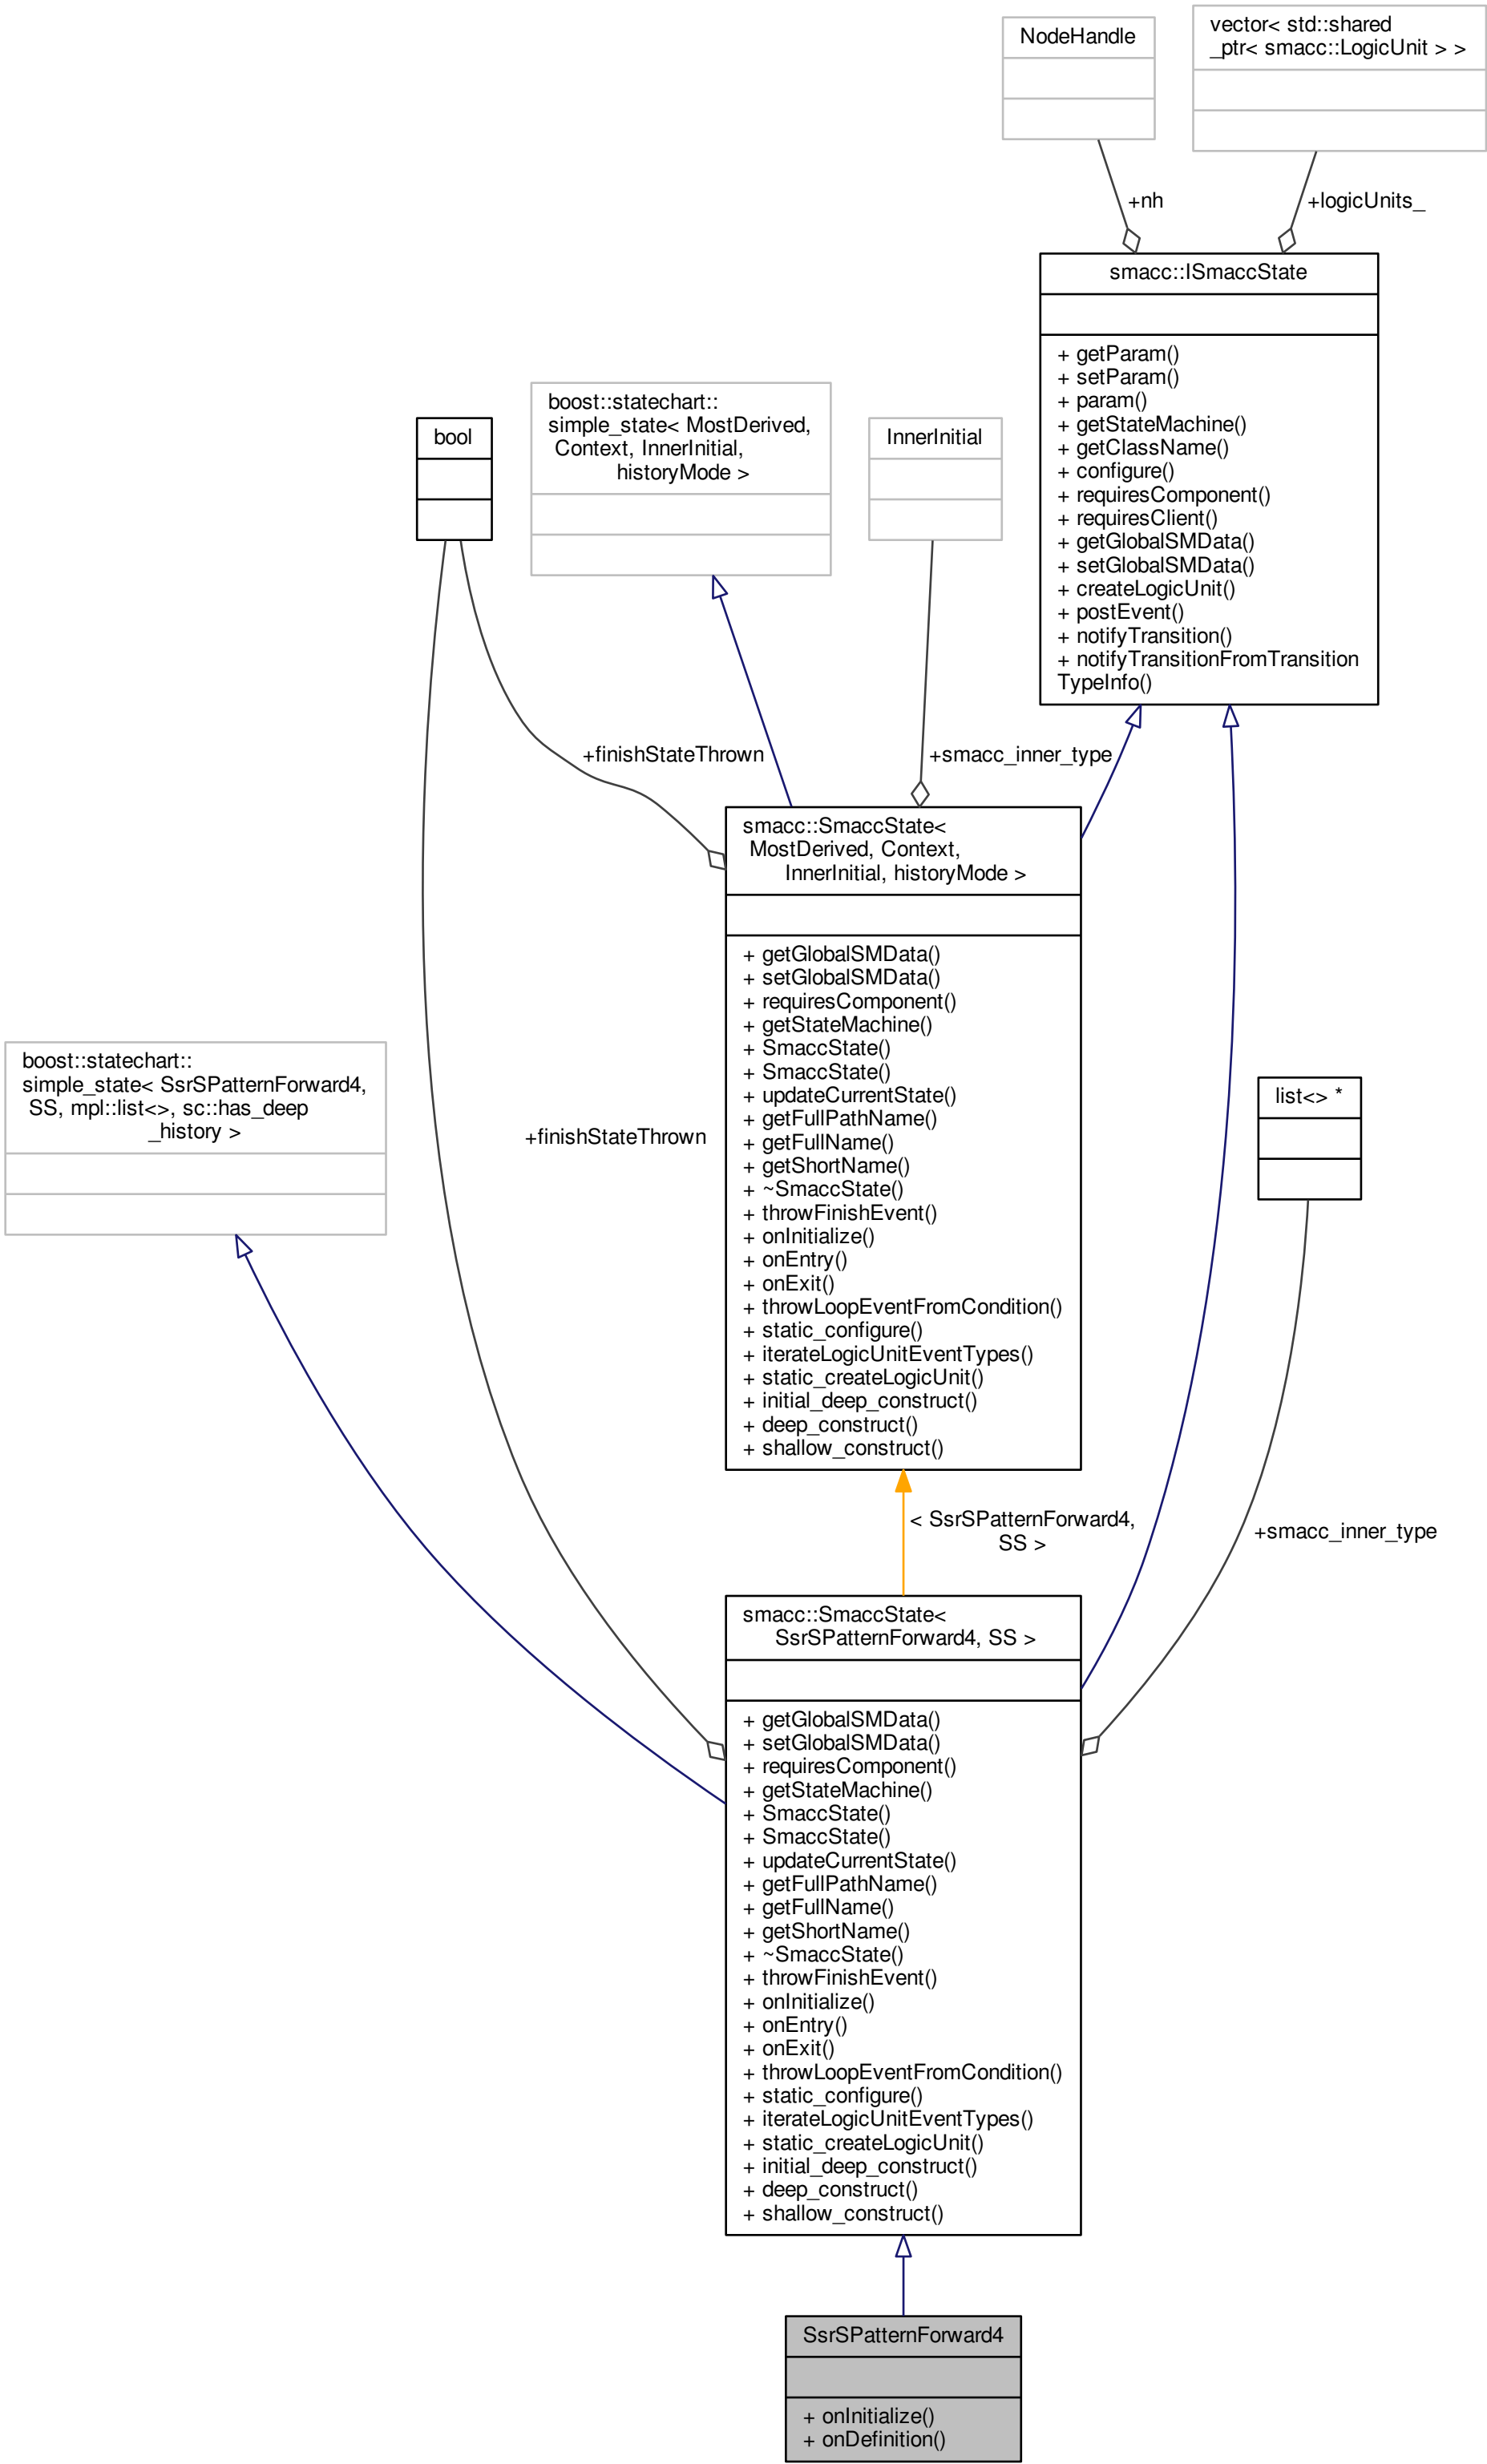 NodeHandle
vector< std::shared
_ptr< smacc::LogicUnit > >
+nh
+logicUnits_
smacc::ISmaccState
+ getParam()
+ setParam()
+ param()
+ getStateMachine()
+ getClassName()
+ configure()
+ requiresComponent()
+ requiresClient()
+ getGlobalSMData()
+ setGlobalSMData()
+ createLogicUnit()
+ postEvent()
+ notifyTransition()
+ notifyTransitionFromTransition
TypeInfo()
boost::statechart::
simple_state< MostDerived,
Context, InnerInitial,
historyMode >
bool
InnerInitial
+finishStateThrown
+smacc_inner_type
smacc::SmaccState<
MostDerived, Context,
InnerInitial, historyMode >
+ getGlobalSMData()
+ setGlobalSMData()
+ requiresComponent()
+ getStateMachine()
+ SmaccState()
+ SmaccState()
+ updateCurrentState()
+ getFullPathName()
+ getFullName()
+ getShortName()
+ ~SmaccState()
+ throwFinishEvent()
+ onInitialize()
+ onEntry()
+ onExit()
+ throwLoopEventFromCondition()
+ static_configure()
+ iterateLogicUnitEventTypes()
+ static_createLogicUnit()
+ initial_deep_construct()
+ deep_construct()
+ shallow_construct()
boost::statechart::
simple_state< SsrSPatternForward4,
SS, mpl::list<>, sc::has_deep
_history >
+finishStateThrown
list<> *
< SsrSPatternForward4,
SS >
+smacc_inner_type
smacc::SmaccState<
SsrSPatternForward4, SS >
+ getGlobalSMData()
+ setGlobalSMData()
+ requiresComponent()
+ getStateMachine()
+ SmaccState()
+ SmaccState()
+ updateCurrentState()
+ getFullPathName()
+ getFullName()
+ getShortName()
+ ~SmaccState()
+ throwFinishEvent()
+ onInitialize()
+ onEntry()
+ onExit()
+ throwLoopEventFromCondition()
+ static_configure()
+ iterateLogicUnitEventTypes()
+ static_createLogicUnit()
+ initial_deep_construct()
+ deep_construct()
+ shallow_construct()
SsrSPatternForward4
+ onInitialize()
+ onDefinition()